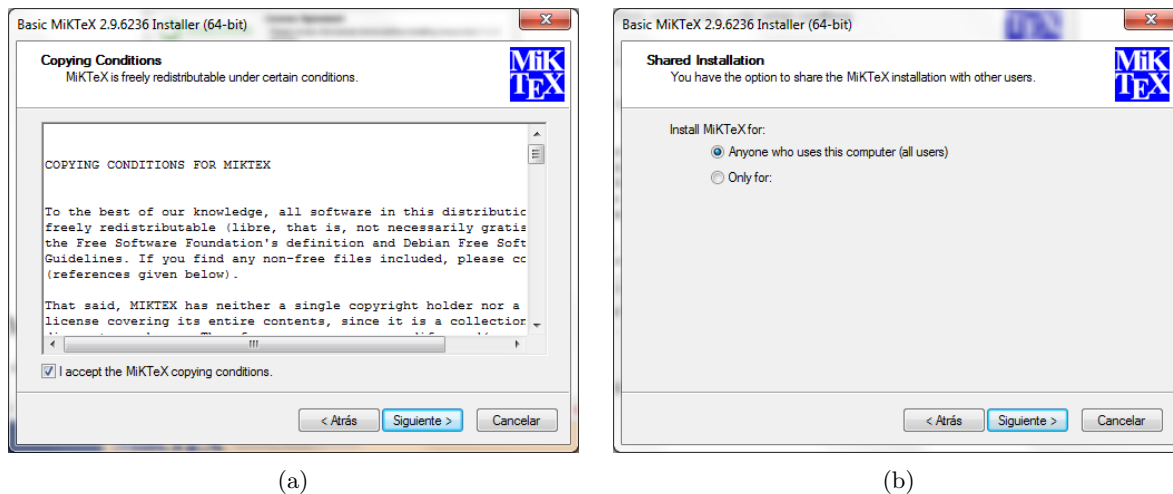 Basic MiKTeX 2.9.6236 Installer (64-bit)
Copying Conditions
MiKTeX is freely redistributable under certain conditions.
MiK
TEX
COPYING CONDITIONS FOR MIKTEX
To the best of our knowledge, all software in this distributic
freely redistributable (libre, that is, not necessarily gratis
the Free Software Foundation's definition and Debian Free Soft
Guidelines. If you find any non-free files included, please cc
(references given below).
That said, MIKTEX has neither a single copyright holder nor a
license covering its entire contents, since it is a collection
I accept the MiKTeX copying conditions.
< Atrás
Siguiente >
Cancelar
(a)
Basic MiKTeX 2.9.6236 Installer (64-bit)
Shared Installation
You have the option to share the MiKTeX installation with other users.
MiK
TEX
Install MiKTeX for:
Anyone who uses this computer (all users)
Only for:
< Atrás
Siguiente >
Cancelar
(b)